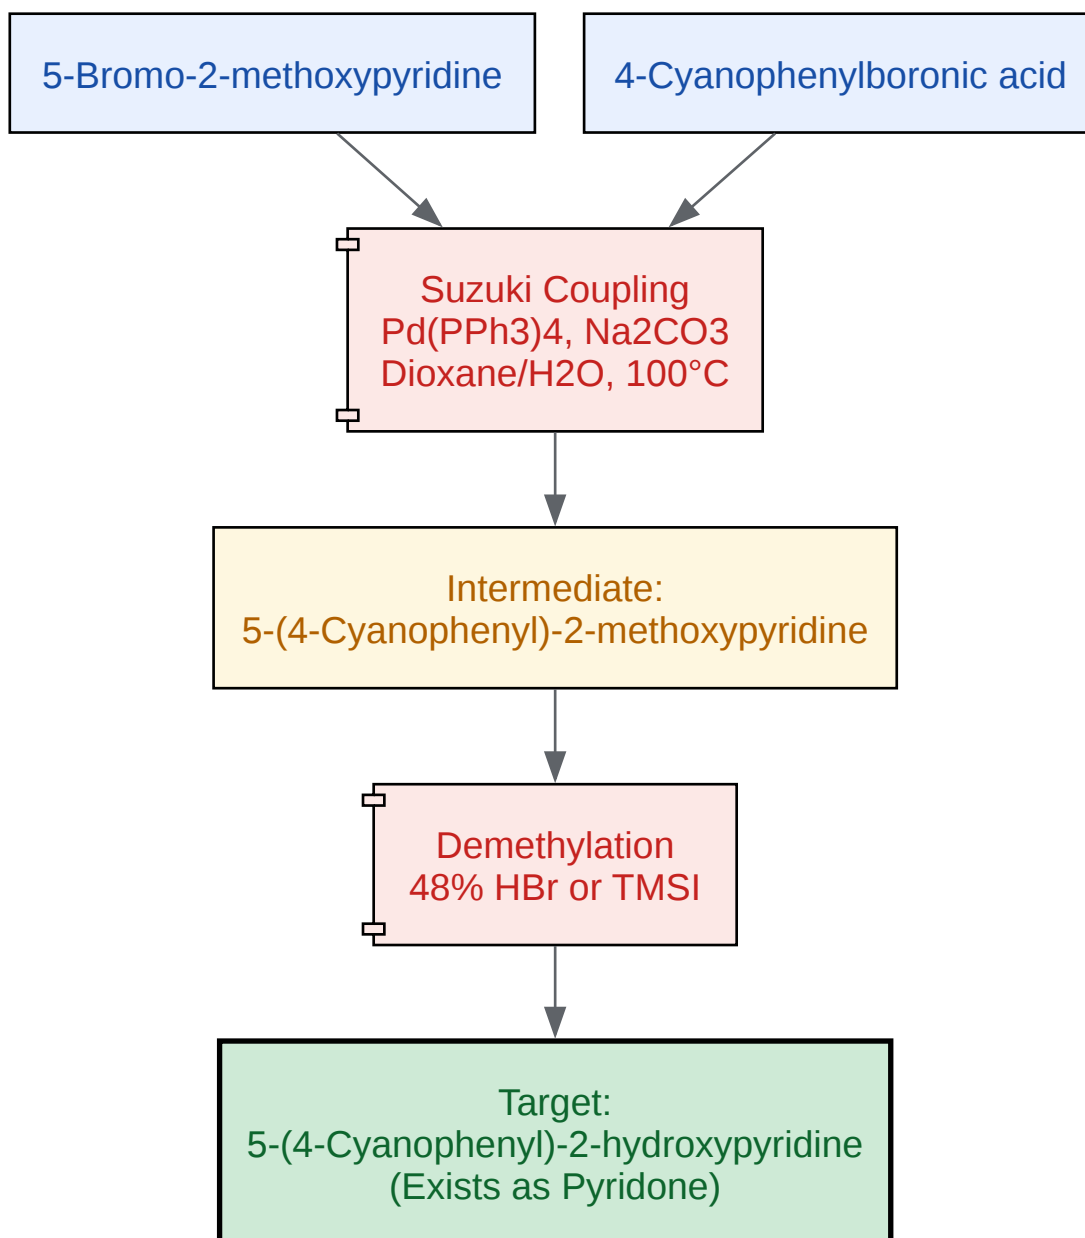 5-Bromo-2-methoxypyridine
4-Cyanophenylboronic acid
Suzuki Coupling
Pd(PPh3)4, Na2CO3
Dioxane/H2O, 100°C
Intermediate:
5-(4-Cyanophenyl)-2-methoxypyridine
Demethylation
48% HBr or TMSI
Target:
5-(4-Cyanophenyl)-2-hydroxypyridine
(Exists as Pyridone)